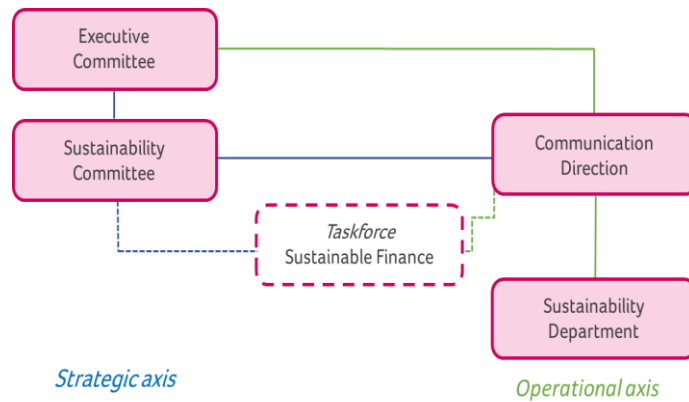 Executive
Committee
Sustainability
Committee
Communication
Direction
Taskforce
Sustainable Finance
Sustainability
Department
Strategic axis
Operational axis